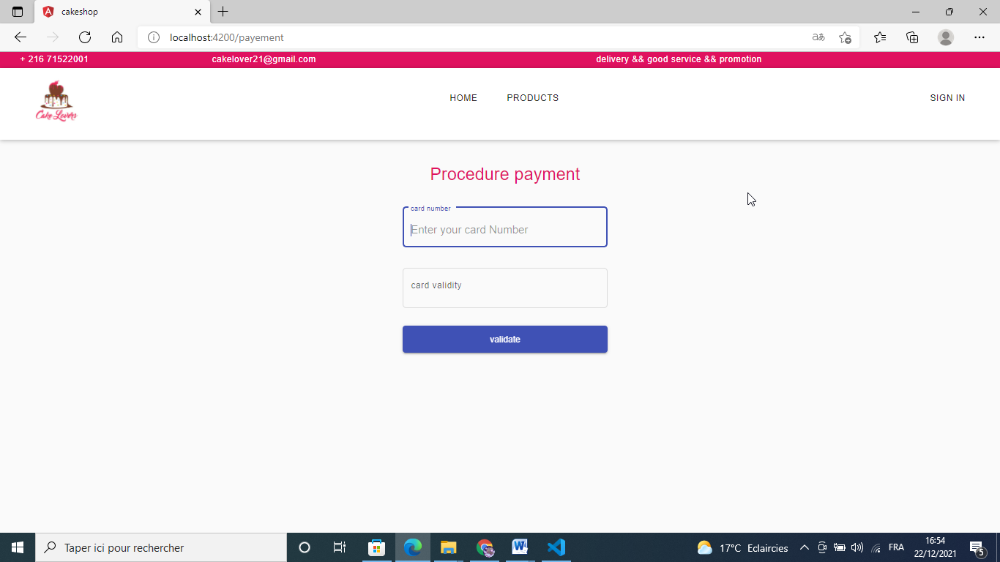 cakeshop
localhost:4200/payement
aあ
+ 216 71522001
cakelover21@gmail.com
delivery && good service && promotion
Cake Lovers
HOME
PRODUCTS
SIGN IN
Procedure payment
card number
Enter your card Number
card validity
validate
Taper ici pour rechercher
17°C Eclaircies
FRA
16:54
22/12/2021
5